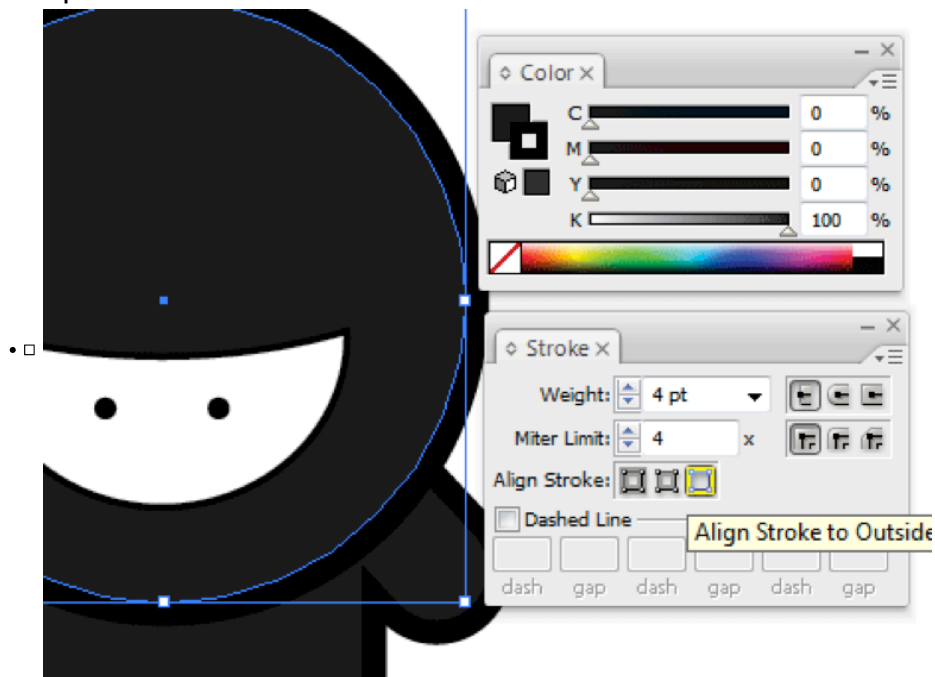 Color
C 0 %
M 0 %
Y 0 %
K 100 %
Stroke
Weight: 4 pt
Miter Limit: 4 x
Align Stroke:
Dashed Line
Align Stroke to Outside
dash gap dash gap dash gap